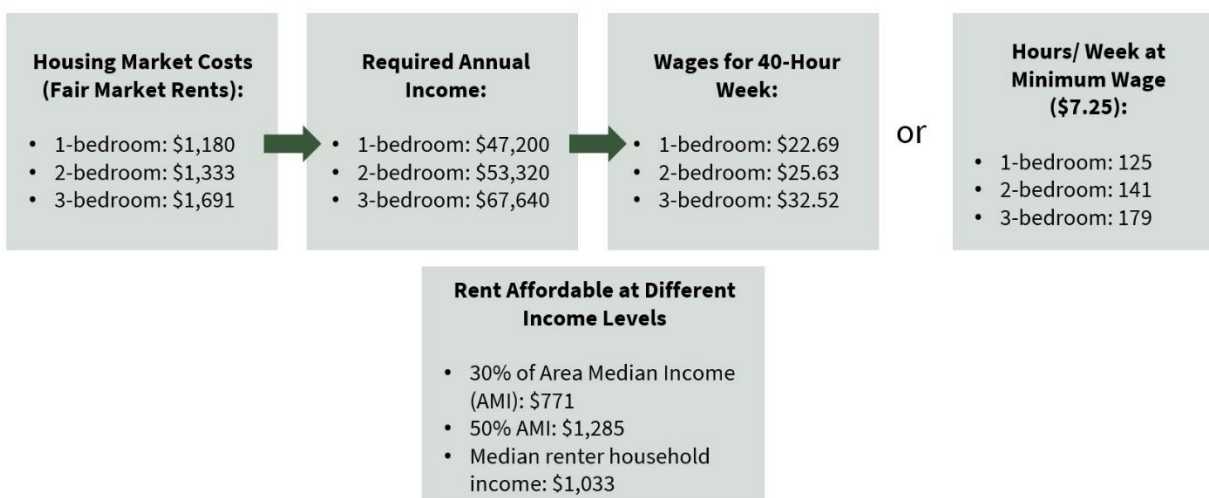 Housing Market Costs
(Fair Market Rents):
• 1-bedroom: $1,180
• 2-bedroom: $1,333
• 3-bedroom: $1,691
Required Annual
Income:
• 1-bedroom: $47,200
• 2-bedroom: $53,320
• 3-bedroom: $67,640
Wages for 40-Hour
Week:
• 1-bedroom: $22.69
• 2-bedroom: $25.63
• 3-bedroom: $32.52
or
Hours/ Week at
Minimum Wage
($7.25):
• 1-bedroom: 125
• 2-bedroom: 141
• 3-bedroom: 179
Rent Affordable at Different
Income Levels
• 30% of Area Median Income
(AMI): $771
• 50% AMI: $1,285
• Median renter household
income: $1,033